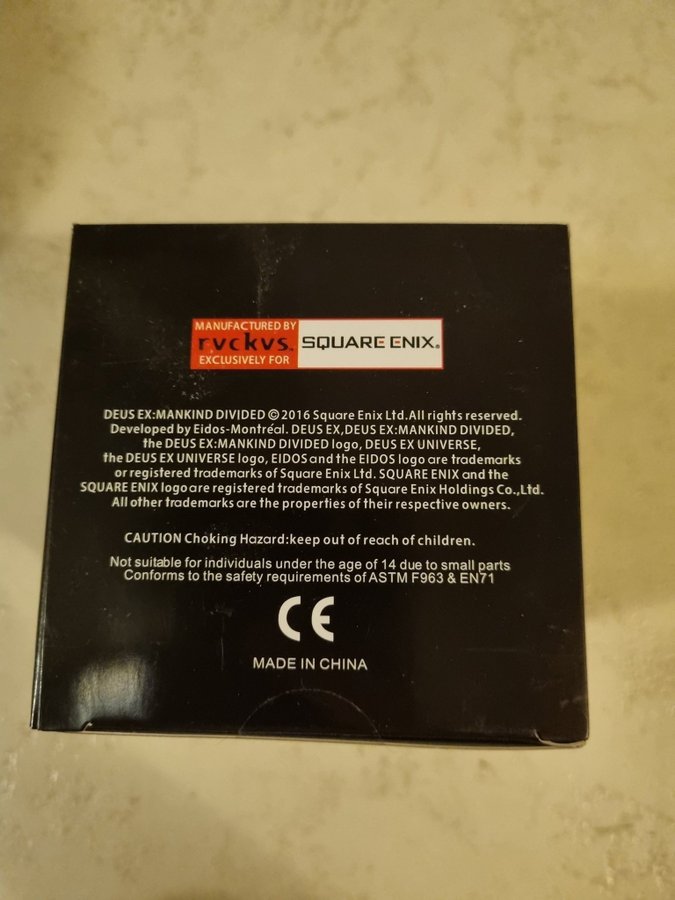 MANUFACTURED BY
rvckvs™
EXCLUSIVELY FOR
SQUARE ENIX®
DEUS EX:MANKIND DIVIDED ©2016 Square Enix Ltd.All rights reserved.
Developed by Eidos-Montréal. DEUS EX,DEUS EX:MANKIND DIVIDED,
the DEUS EX:MANKIND DIVIDED logo, DEUS EX UNIVERSE,
the DEUS EX UNIVERSE logo, EIDOS and the EIDOS logo are trademarks
or registered trademarks of Square Enix Ltd. SQUARE ENIX and the
SQUARE ENIX logo are registered trademarks of Square Enix Holdings Co.,Ltd.
All other trademarks are the properties of their respective owners.
CAUTION Choking Hazard:keep out of reach of children.
Not suitable for individuals under the age of 14 due to small parts
Conforms to the safety requirements of ASTM F963 & EN71
CE
MADE IN CHINA